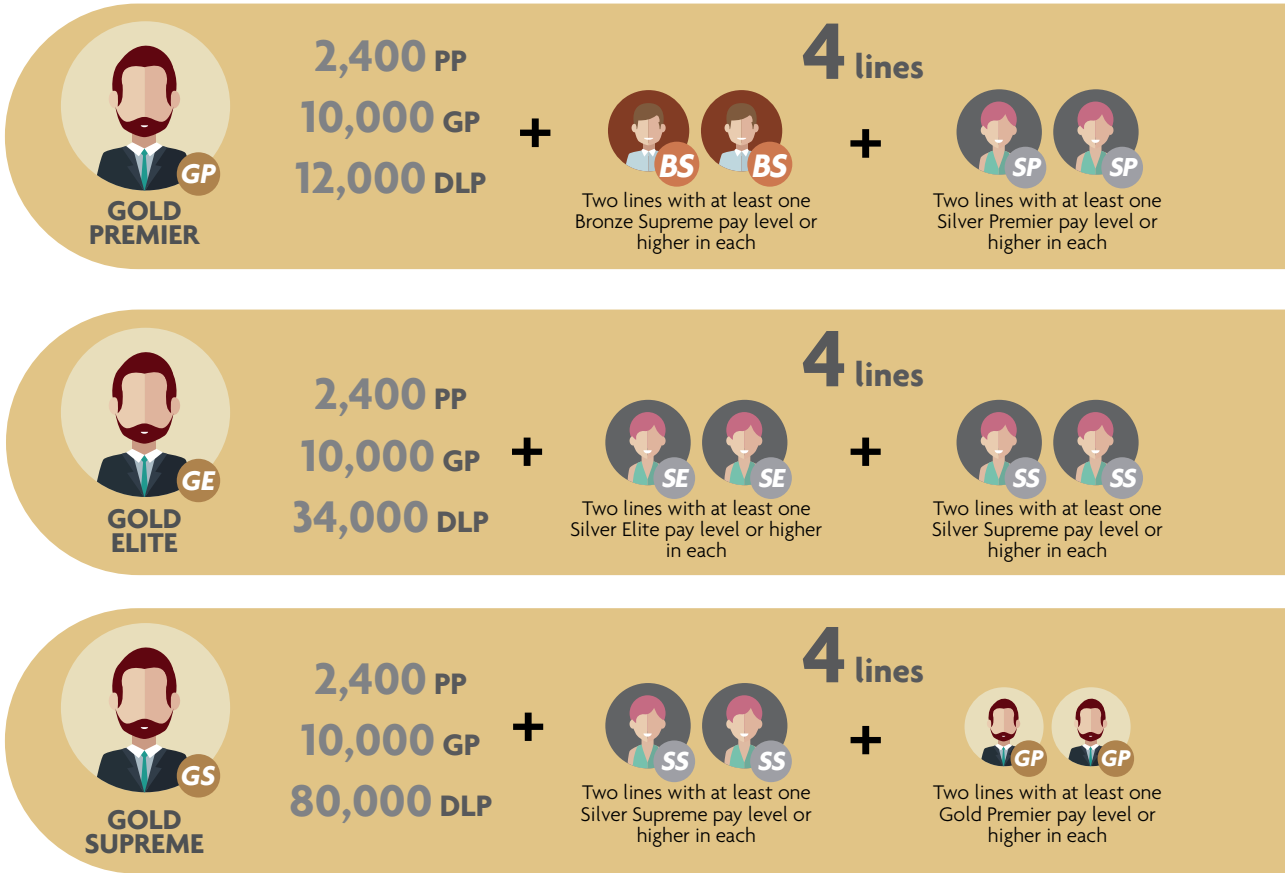 GP
GOLD
PREMIER
2,400 PP
10,000 GP
12,000 DLP
+
4 lines
BS
BS
Two lines with at least one
Bronze Supreme pay level or
higher in each
+
SP
SP
Two lines with at least one
Silver Premier pay level or
higher in each
GE
GOLD
ELITE
2,400 PP
10,000 GP
34,000 DLP
+
4 lines
SE
SE
Two lines with at least one
Silver Elite pay level or higher
in each
+
SS
SS
Two lines with at least one
Silver Supreme pay level or
higher in each
GS
GOLD
SUPREME
2,400 PP
10,000 GP
80,000 DLP
+
4 lines
SS
SS
Two lines with at least one
Silver Supreme pay level or
higher in each
+
GP
GP
Two lines with at least one
Gold Premier pay level or
higher in each